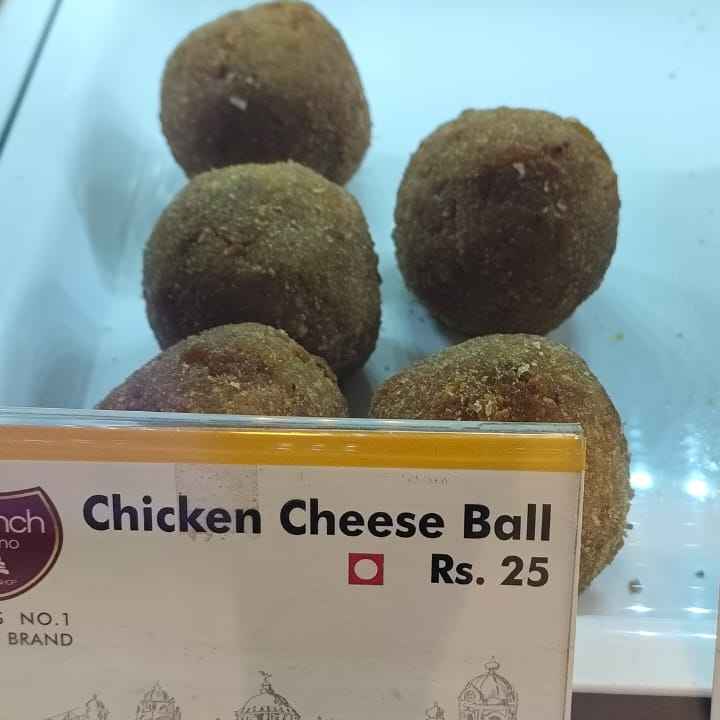 Chicken Cheese Ball
Rs. 25
NO.1
BRAND